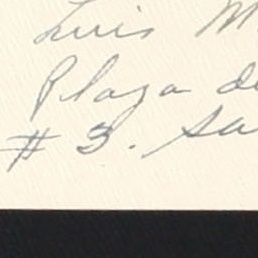 Luis M
Plaza de
# 3. Sa